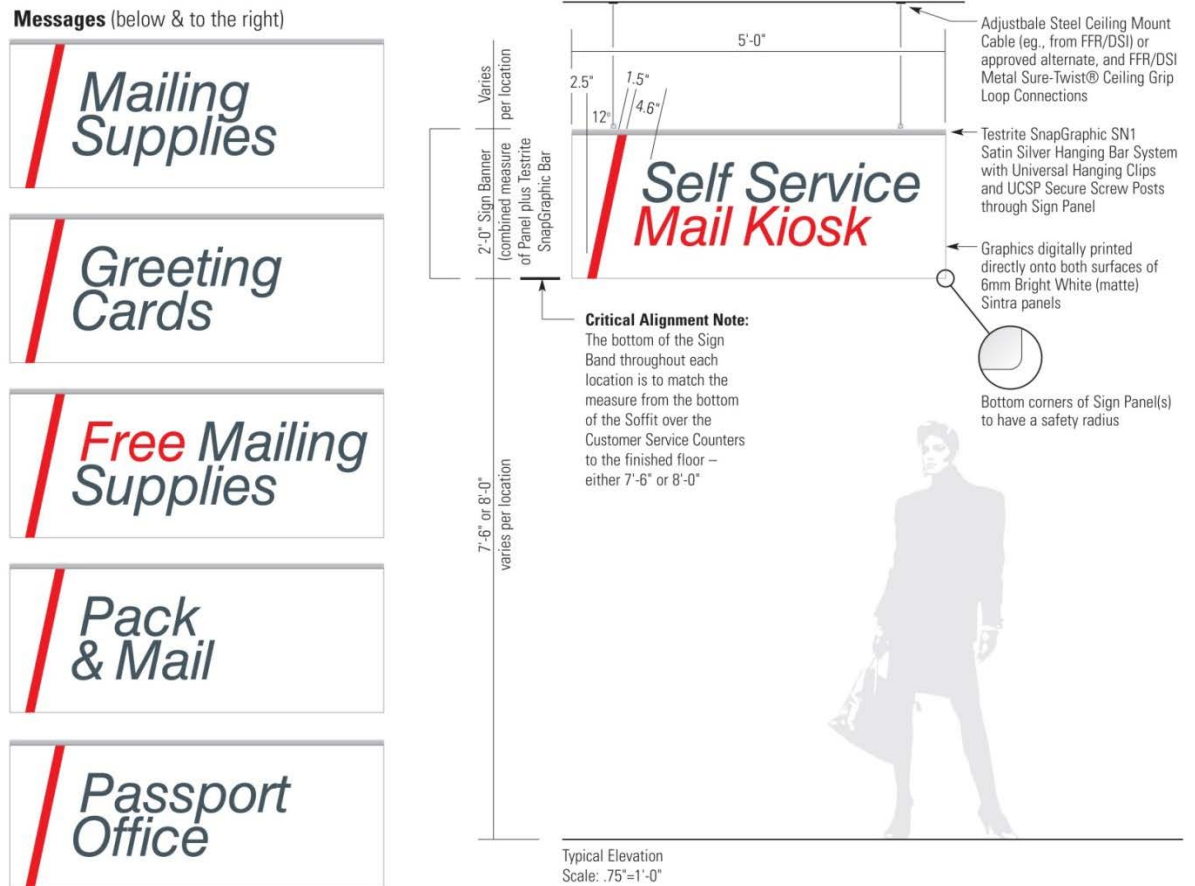 Messages (below & to the right)
Mailing
Supplies
Greeting
Cards
Free Mailing
Supplies
Pack
& Mail
Passport
Office
5'-0"
2.5"
1.5"
12°
4.6"
Varies
per location
2'-0" Sign Banner
(combined measure
of Panel plus Testrite
SnapGraphic Bar
7'-6" or 8'-0"
varies per location
Self Service
Mail Kiosk
Critical Alignment Note:
The bottom of the Sign
Band throughout each
location is to match the
measure from the bottom
of the Soffit over the
Customer Service Counters
to the finished floor –
either 7'-6" or 8'-0"
Adjustbale Steel Ceiling Mount
Cable (eg., from FFR/DSI) or
approved alternate, and FFR/DSI
Metal Sure-Twist® Ceiling Grip
Loop Connections
Testrite SnapGraphic SN1
Satin Silver Hanging Bar System
with Universal Hanging Clips
and UCSP Secure Screw Posts
through Sign Panel
Graphics digitally printed
directly onto both surfaces of
6mm Bright White (matte)
Sintra panels
Bottom corners of Sign Panel(s)
to have a safety radius
Typical Elevation
Scale: .75"=1'-0"